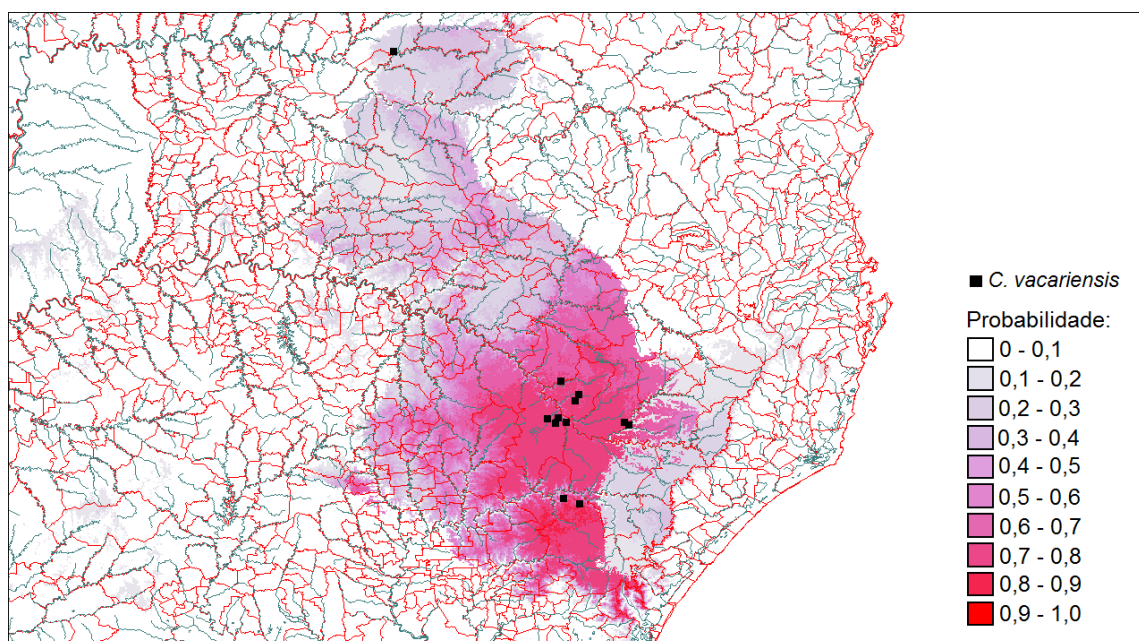 C. vacariensis
Probabilidade:
0 - 0,1
0,1 - 0,2
0,2 - 0,3
0,3 - 0,4
0,4 - 0,5
0,5 - 0,6
0,6 - 0,7
0,7 - 0,8
0,8 - 0,9
0,9 - 1,0